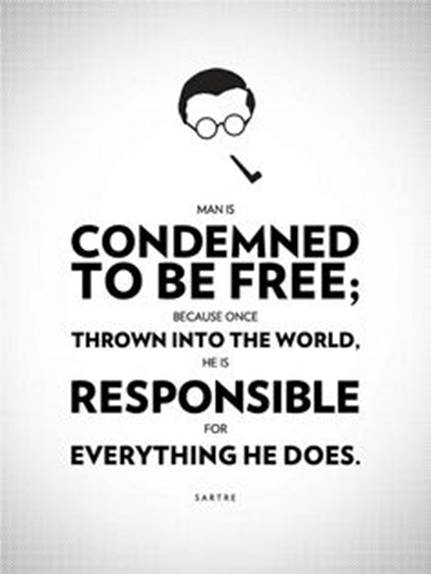 MAN IS
CONDEMNED
TO BE FREE;
BECAUSE ONCE
THROWN INTO THE WORLD,
HE IS
RESPONSIBLE
FOR
EVERYTHING HE DOES.
SARTRE